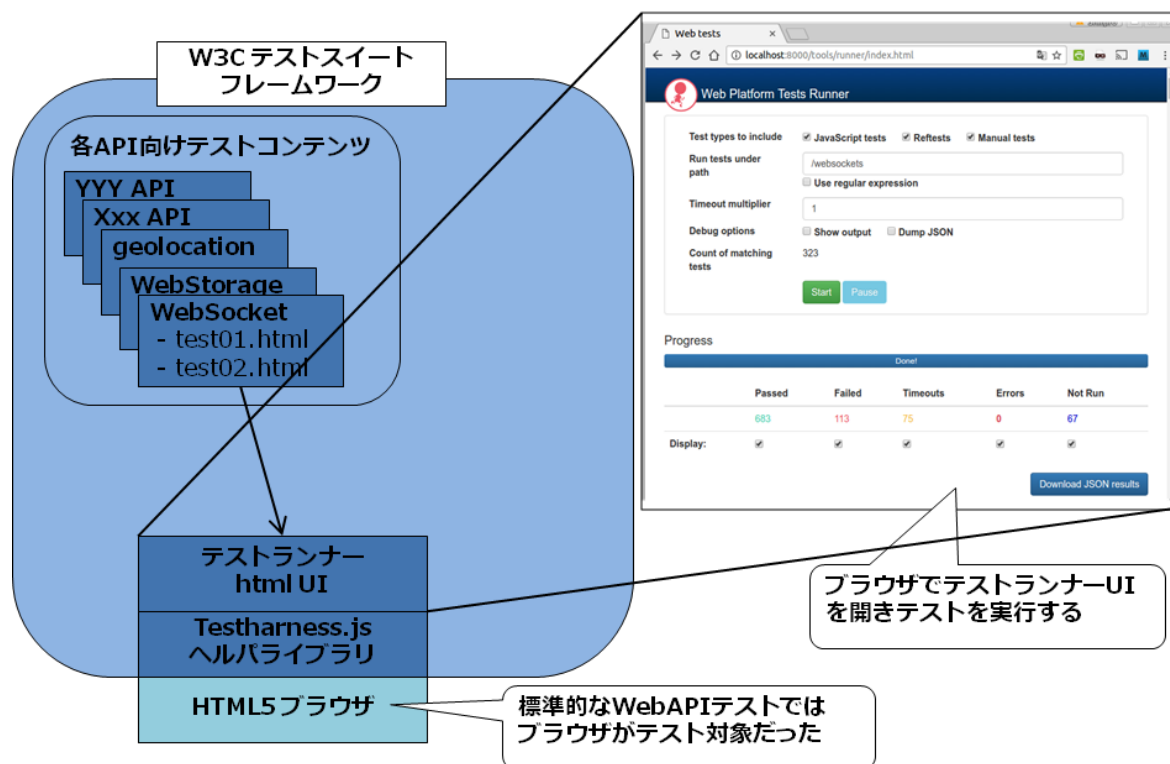 W3C テストスイート
フレームワーク
各API向けテストコンテンツ
YYY API
Xxx API
geolocation
WebStorage
WebSocket
- test01.html
- test02.html
テストランナー
html UI
Testharness.js
ヘルパライブラリ
HTML5ブラウザ
標準的なWebAPIテストでは
ブラウザがテスト対象だった
Web tests
localhost:8000/tools/runner/index.html
Web Platform Tests Runner
Test types to include JavaScript tests Reftests Manual tests
Run tests under
path
/websockets
Use regular expression
Timeout multiplier 1
Debug options Show output Dump JSON
Count of matching
tests
323
Start Pause
Progress
Done!
Passed Failed Timeouts Errors Not Run
683 113 75 0 67
Display:
Download JSON results
ブラウザでテストランナーUI
を開きテストを実行する